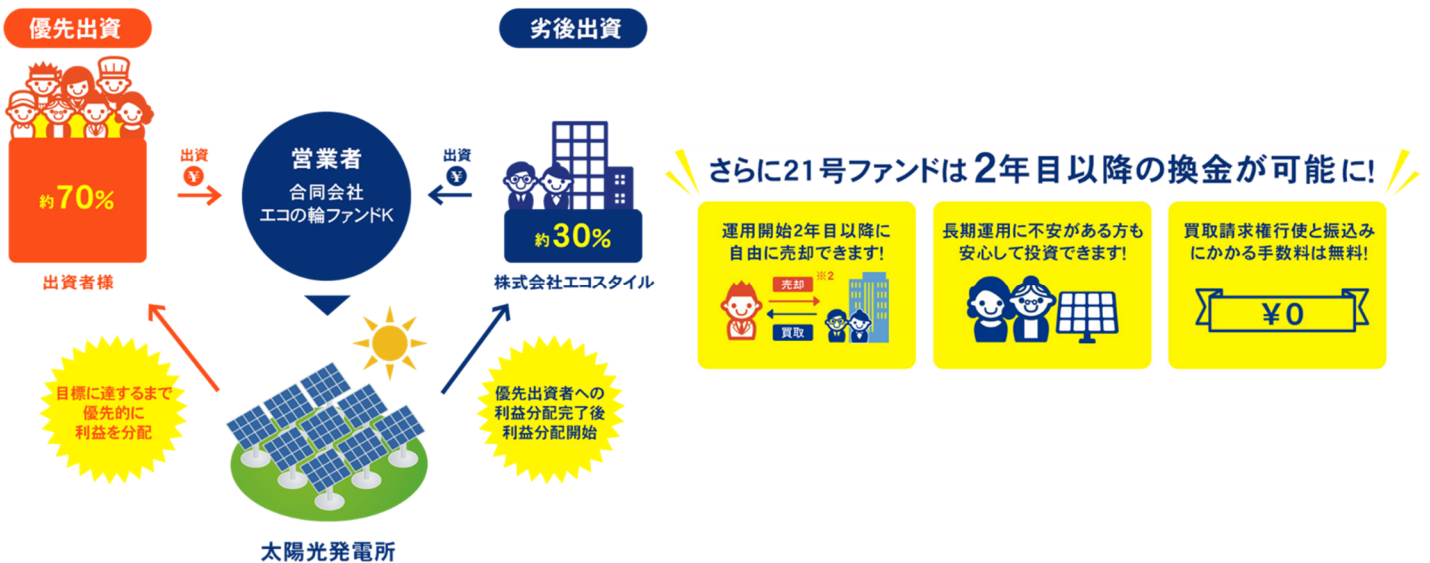 優先出資
劣後出資
約70%
出資
¥
営業者
合同会社
エコの輪ファンドK
出資
¥
約30%
出資者様
株式会社エコスタイル
目標に達するまで
優先的に
利益を分配
優先出資者への
利益分配完了後
利益分配開始
太陽光発電所
さらに21号ファンドは2年目以降の換金が可能に!
運用開始2年目以降に
自由に売却できます!
売却
※2
買取
長期運用に不安がある方も
安心して投資できます!
買取請求権行使と振込み
にかかる手数料は無料!
¥0